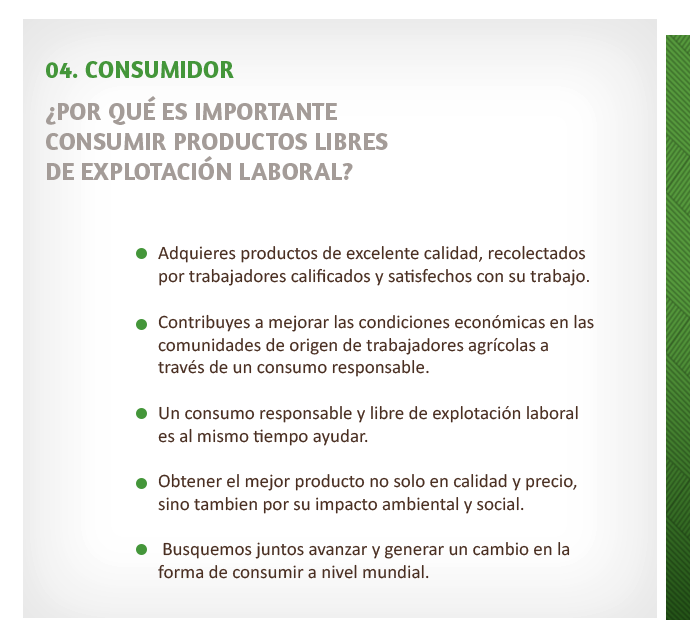 04. CONSUMIDOR
¿POR QUÉ ES IMPORTANTE
CONSUMIR PRODUCTOS LIBRES
DE EXPLOTACIÓN LABORAL?
Adquieres productos de excelente calidad, recolectados
por trabajadores calificados y satisfechos con su trabajo.
Contribuyes a mejorar las condiciones económicas en las
comunidades de origen de trabajadores agrícolas a
través de un consumo responsable.
Un consumo responsable y libre de explotación laboral
es al mismo tiempo ayudar.
Obtener el mejor producto no solo en calidad y precio,
sino tambien por su impacto ambiental y social.
Busquemos juntos avanzar y generar un cambio en la
forma de consumir a nivel mundial.